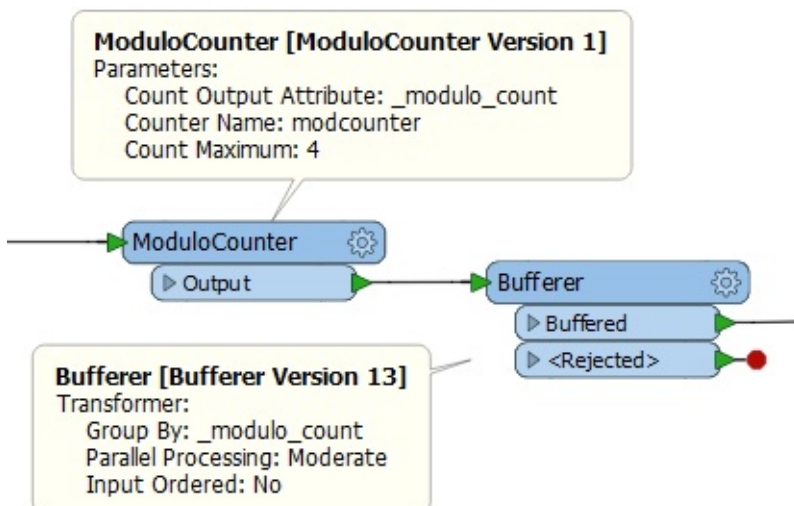 ModuloCounter [ModuloCounter Version 1]
Parameters:
Count Output Attribute: _modulo_count
Counter Name: modcounter
Count Maximum: 4
ModuloCounter
Output
Bufferer
Buffered
<Rejected>
Bufferer [Bufferer Version 13]
Transformer:
Group By: _modulo_count
Parallel Processing: Moderate
Input Ordered: No